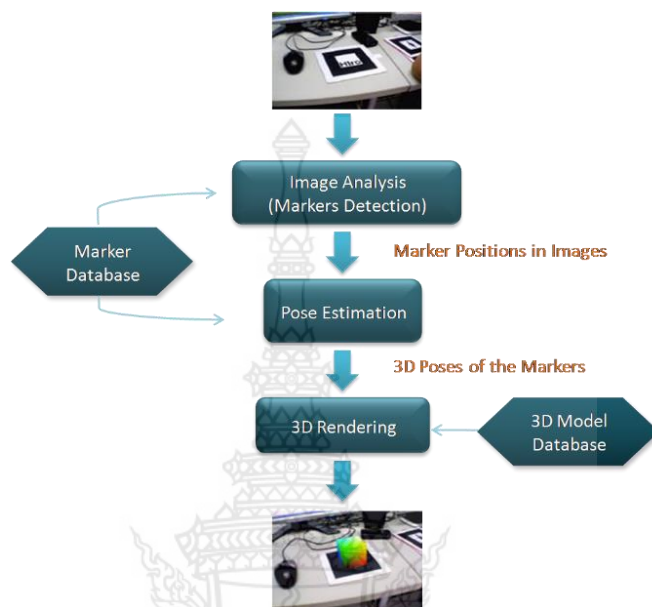 Hiro
Image Analysis
(Markers Detection)
Marker Positions in Images
Marker
Database
Pose Estimation
3D Poses of the Markers
3D Rendering
3D Model
Database